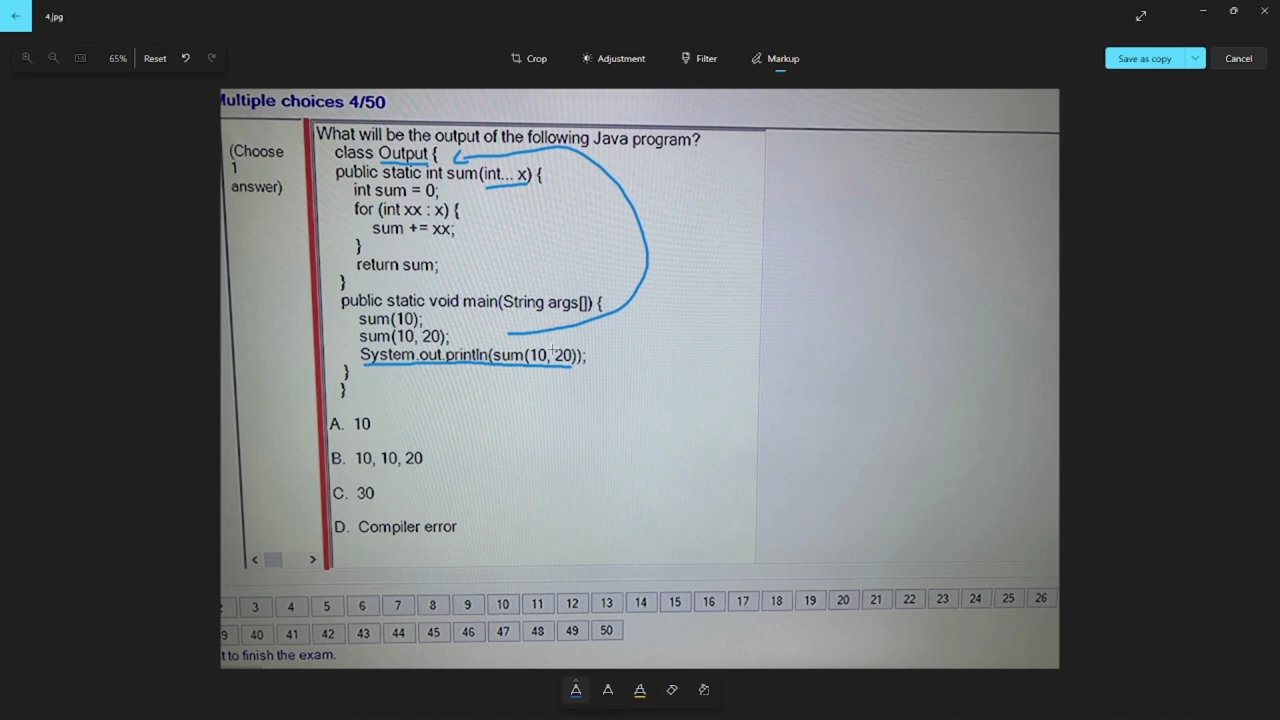 4.jpg
65%
Reset
Crop
Adjustment
Filter
Markup
Save as copy
Cancel
Multiple choices 4/50
(Choose
1
answer)
What will be the output of the following Java program?
class Output {
public static int sum(int... x) {
int sum = 0;
for (int xx : x) {
sum += xx;
}
return sum;
}
public static void main(String args[]) {
sum(10);
sum(10, 20);
System.out.println(sum(10, 20));
}
}
A. 10
B. 10, 10, 20
C. 30
D. Compiler error
< >
3 4 5 6 7 8 9 10 11 12 13 14 15 16 17 18 19 20 21 22 23 24 25 26
9 40 41 42 43 44 45 46 47 48 49 50
t to finish the exam.